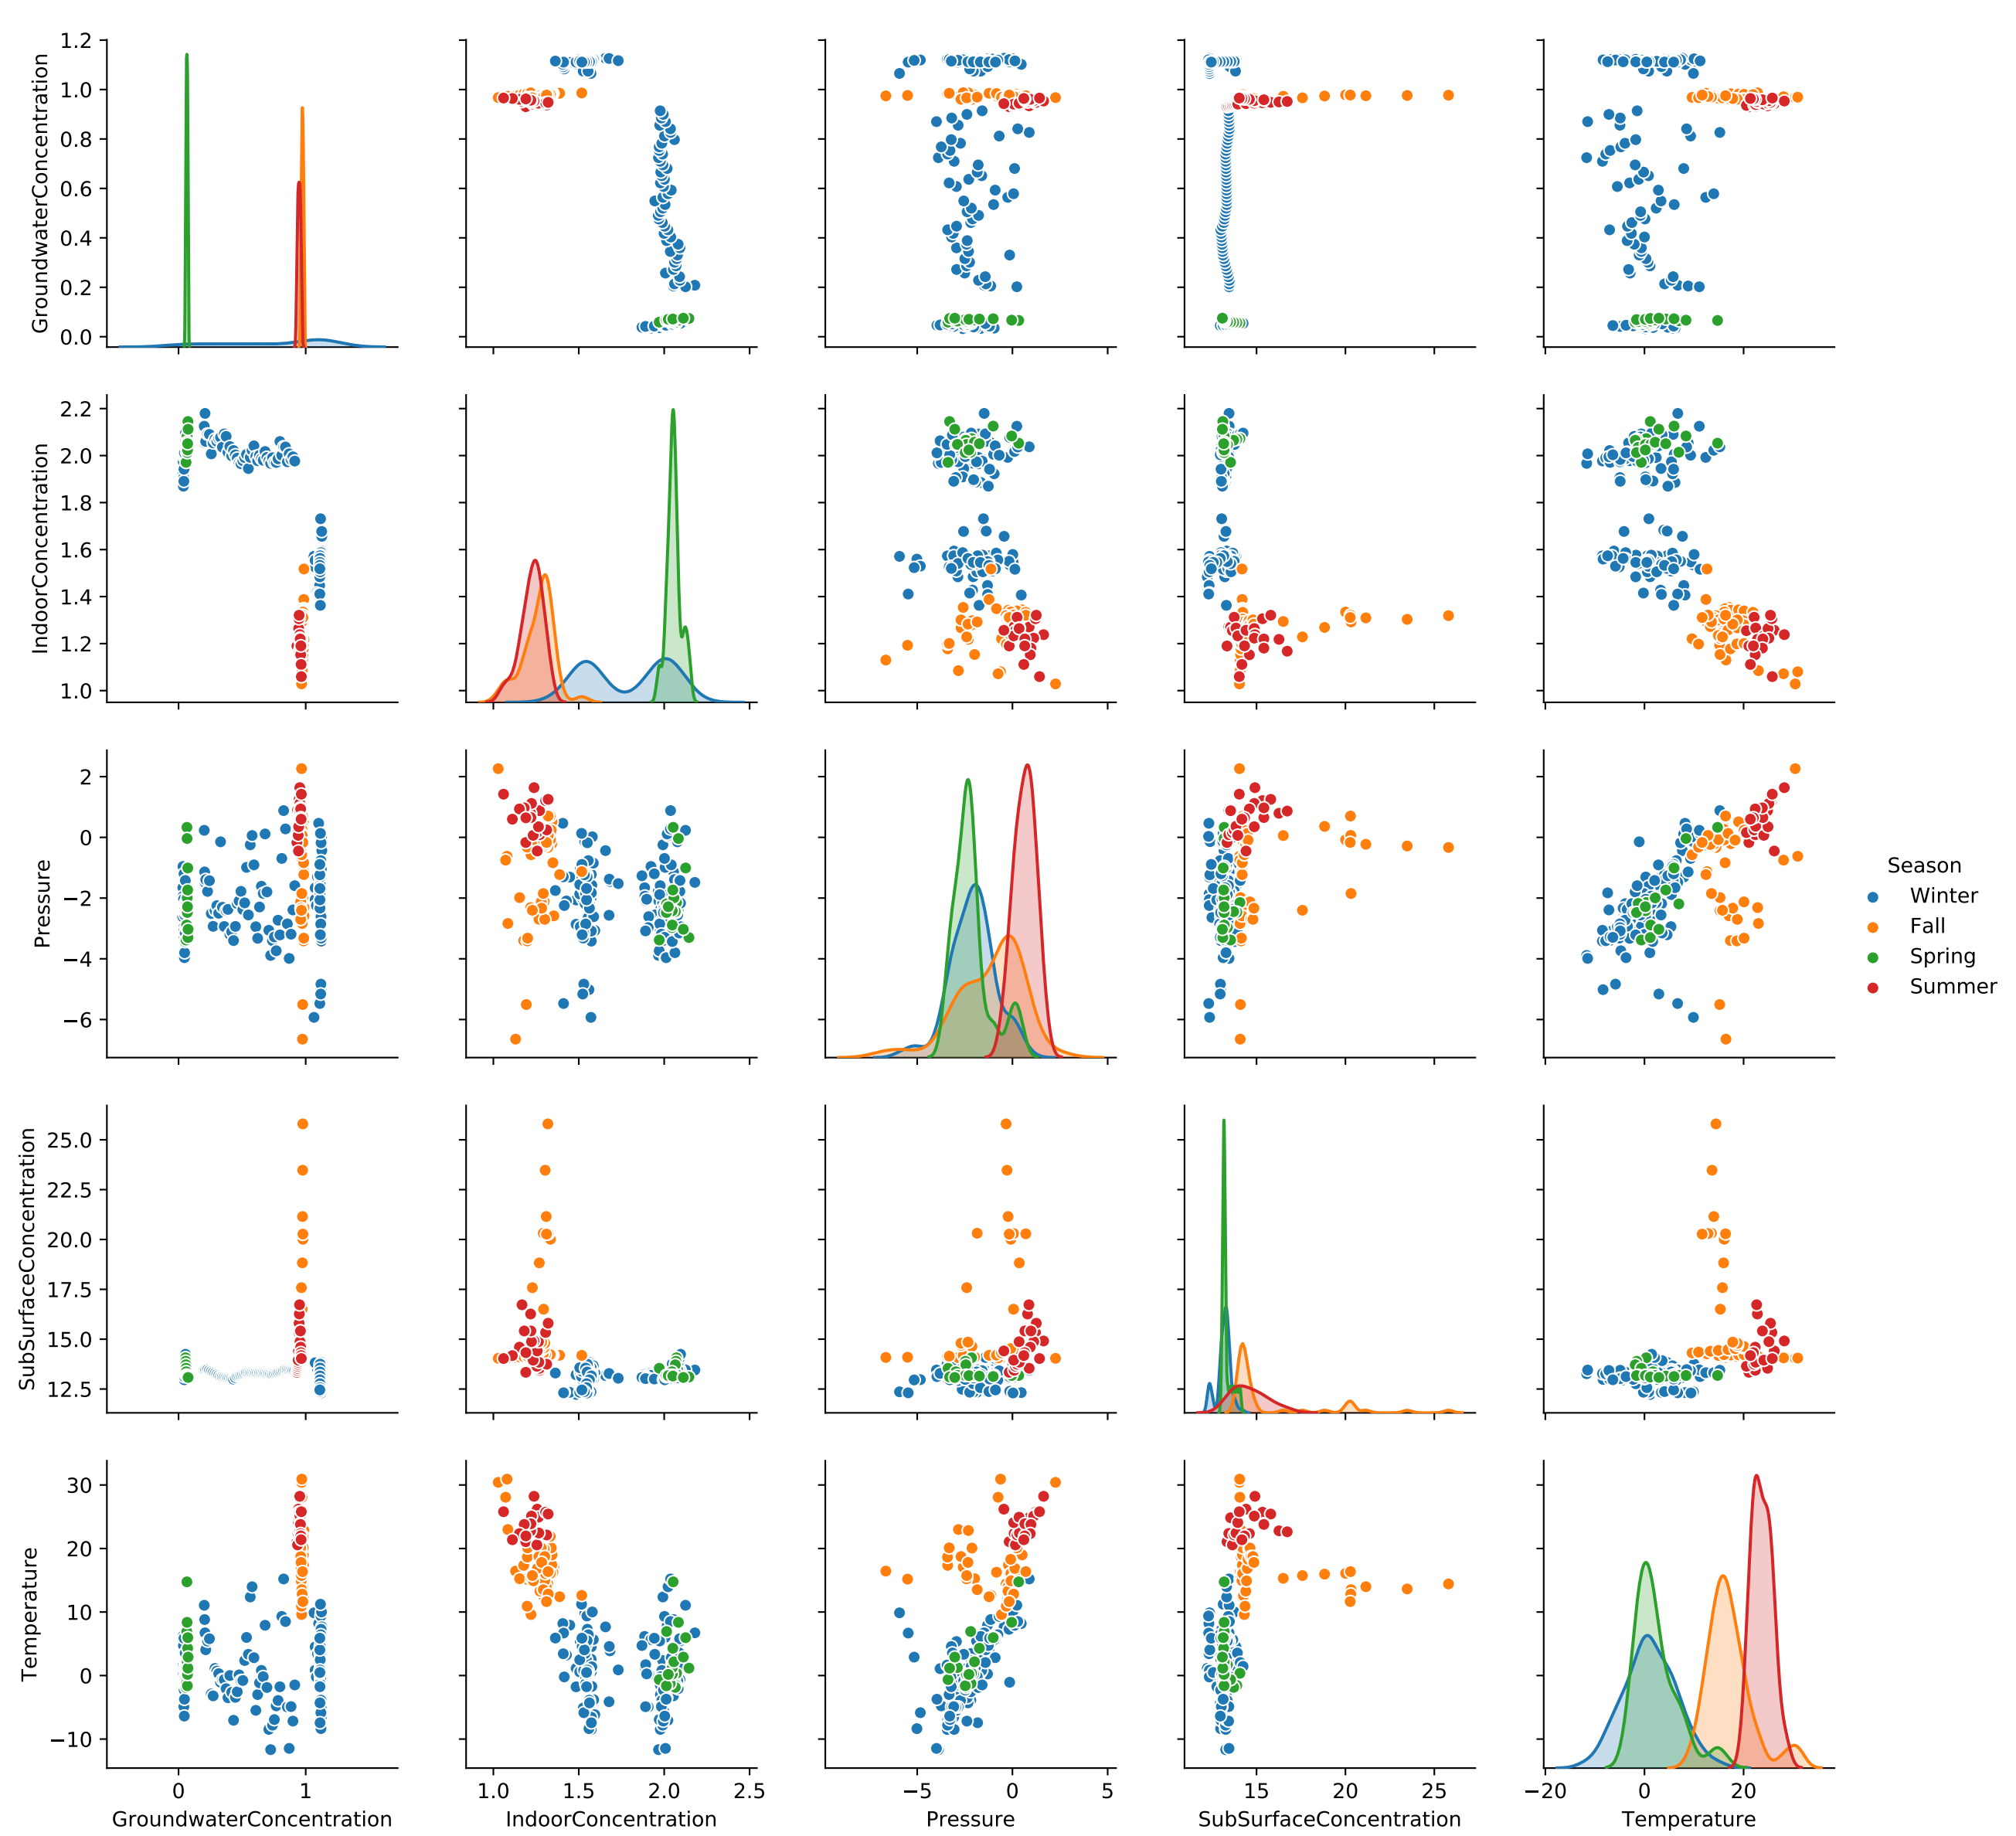 1.2
1.0
0.8
0.6
0.4
0.2
0.0
GroundwaterConcentration
2.2
2.0
1.8
1.6
1.4
1.2
1.0
IndoorConcentration
2
0
−2
−4
−6
Pressure
Season
Winter
Fall
Spring
Summer
25.0
22.5
20.0
17.5
15.0
12.5
SubSurfaceConcentration
30
20
10
0
−10
Temperature
0 1
GroundwaterConcentration
1.0 1.5 2.0 2.5
IndoorConcentration
−5 0 5
Pressure
15 20 25
SubSurfaceConcentration
−20 0 20
Temperature